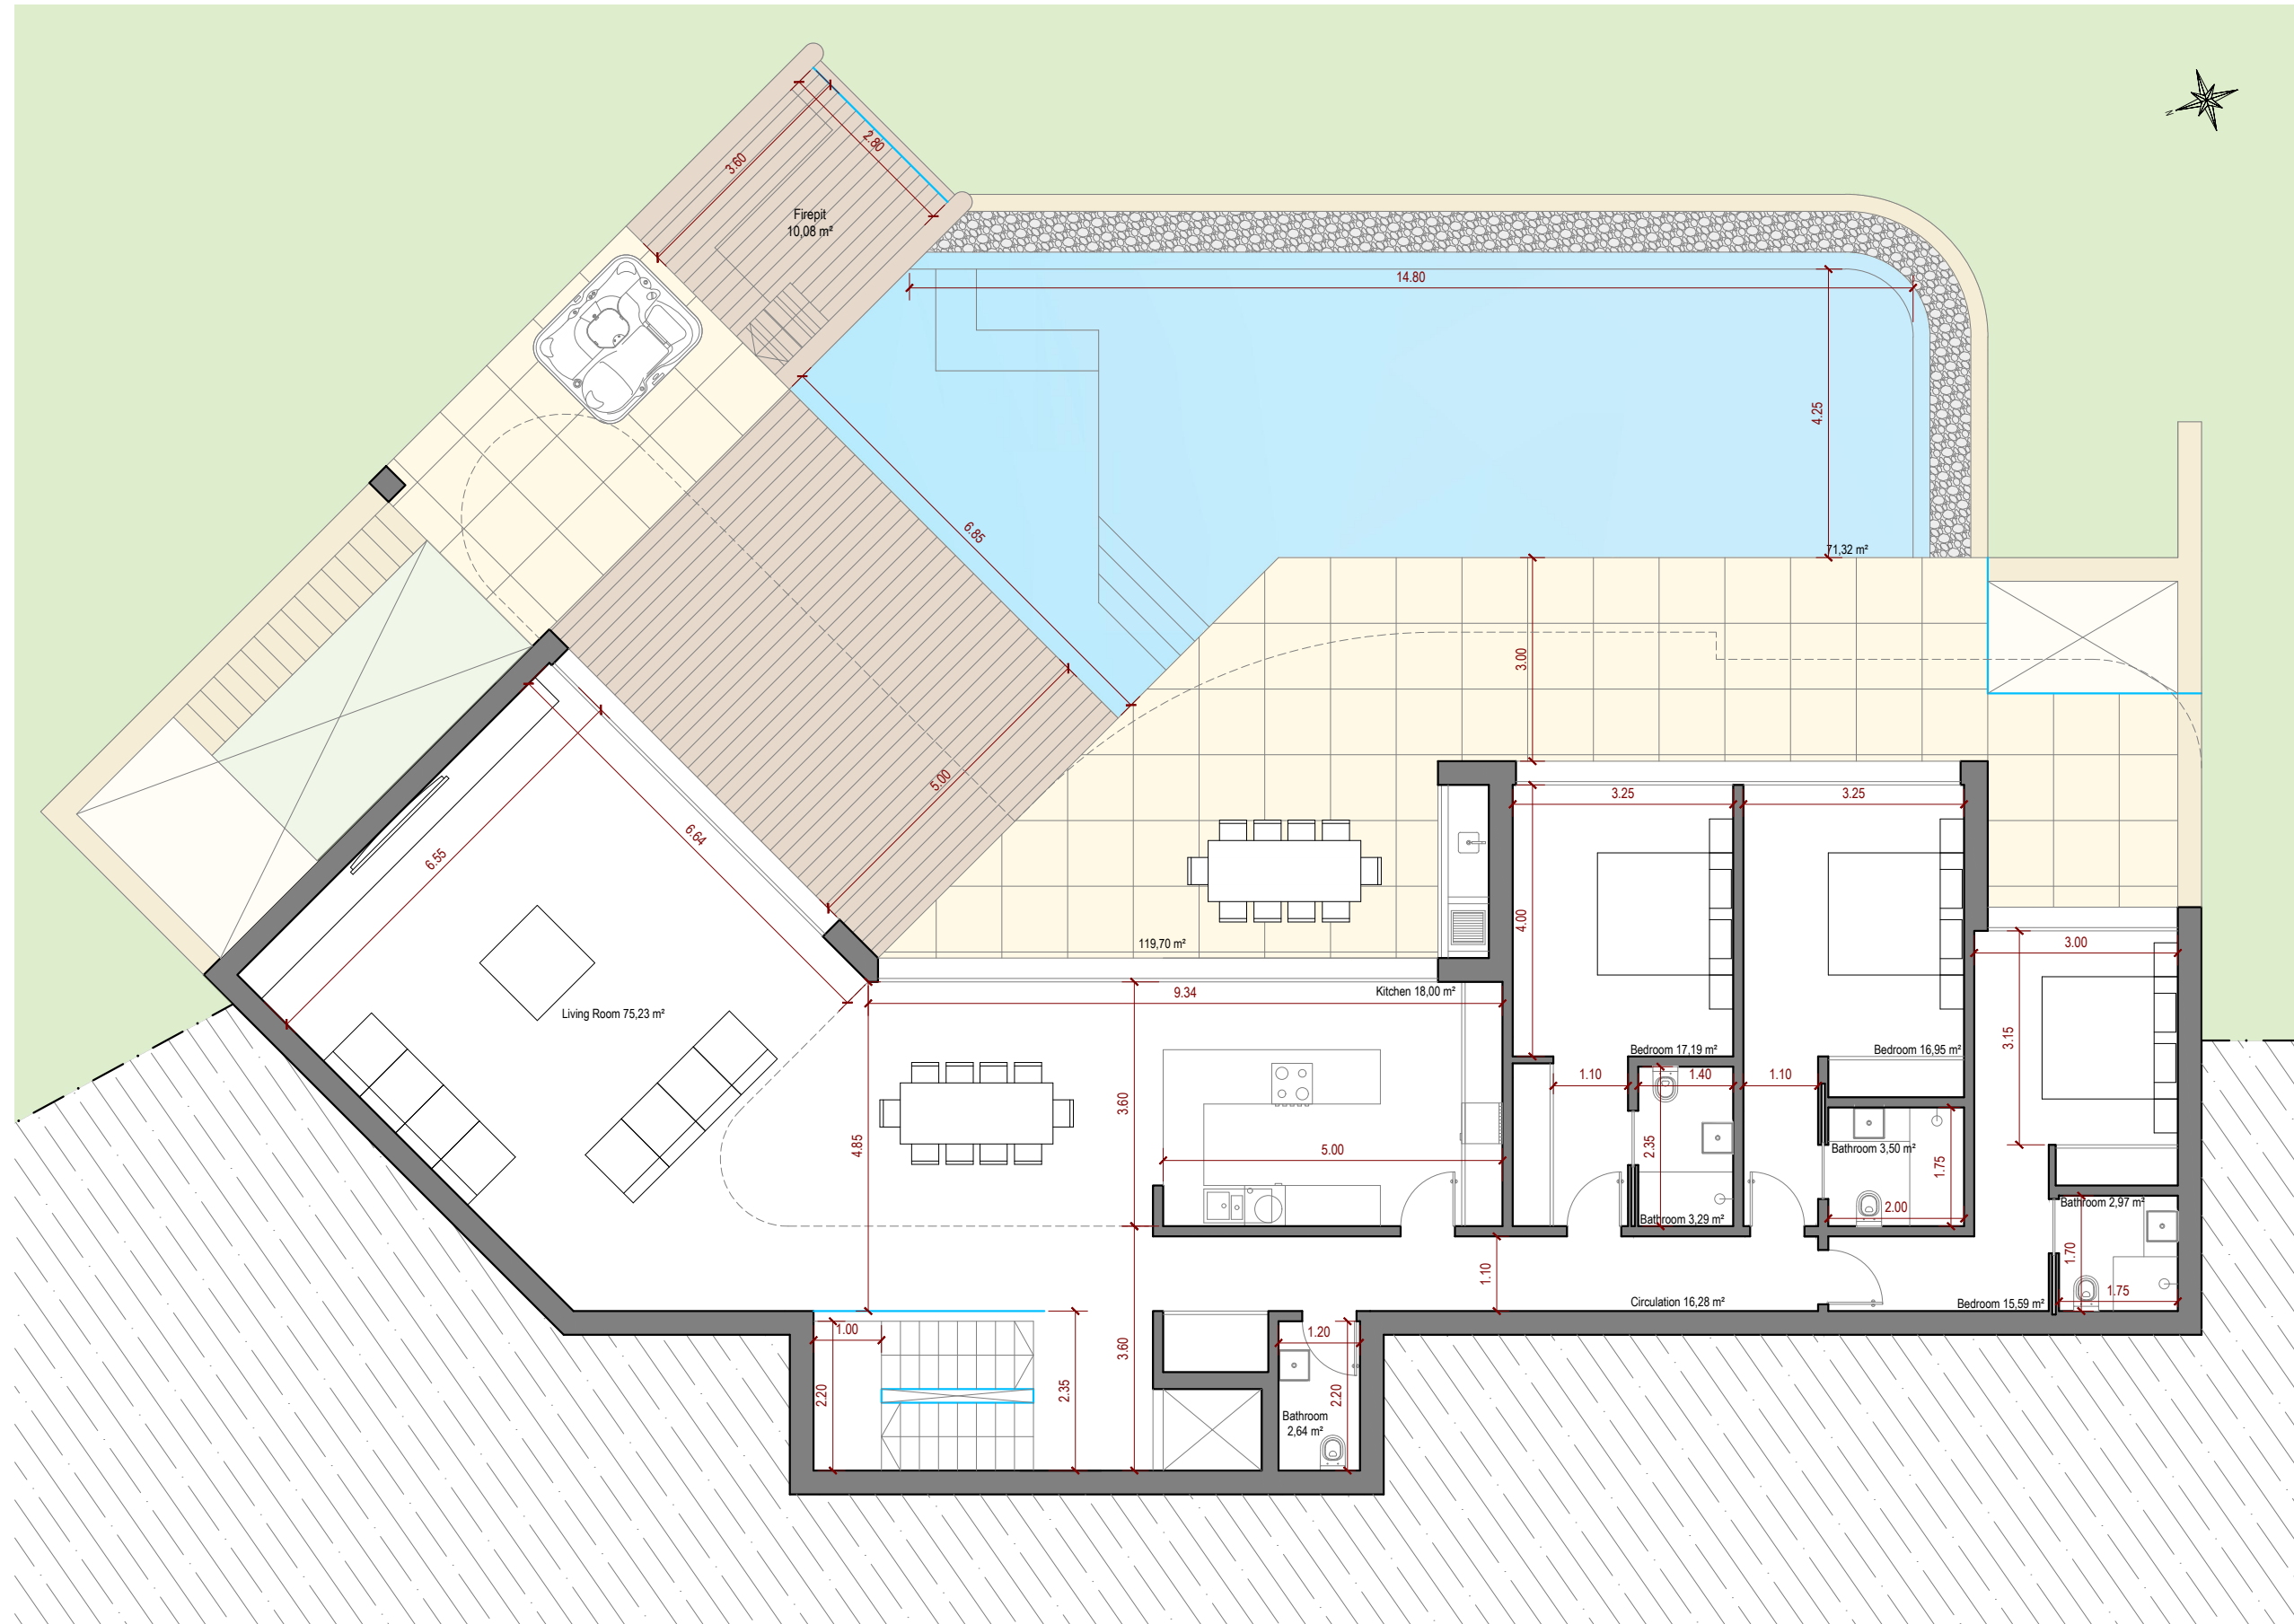 2.80
3.60
Firepit
10,08 m²
N
14.80
4.25
6.85
71,32 m²
3.00
5.00
6.64
6.55
3.25
3.25
4.00
119,70 m²
3.00
9.34
Kitchen 18,00 m²
Living Room 75,23 m²
3.15
Bedroom 17,19 m²
Bedroom 16,95 m²
1.10
1.40
1.10
3.60
4.85
5.00
2.35
Bathroom 3,50 m²
1.75
2.00
Bathroom 3,29 m²
Bathroom 2,97 m²
1.70
1.10
1.75
Circulation 16,28 m²
Bedroom 15,59 m²
1.00
1.20
3.60
2.20
2.35
2.20
Bathroom
2,64 m²